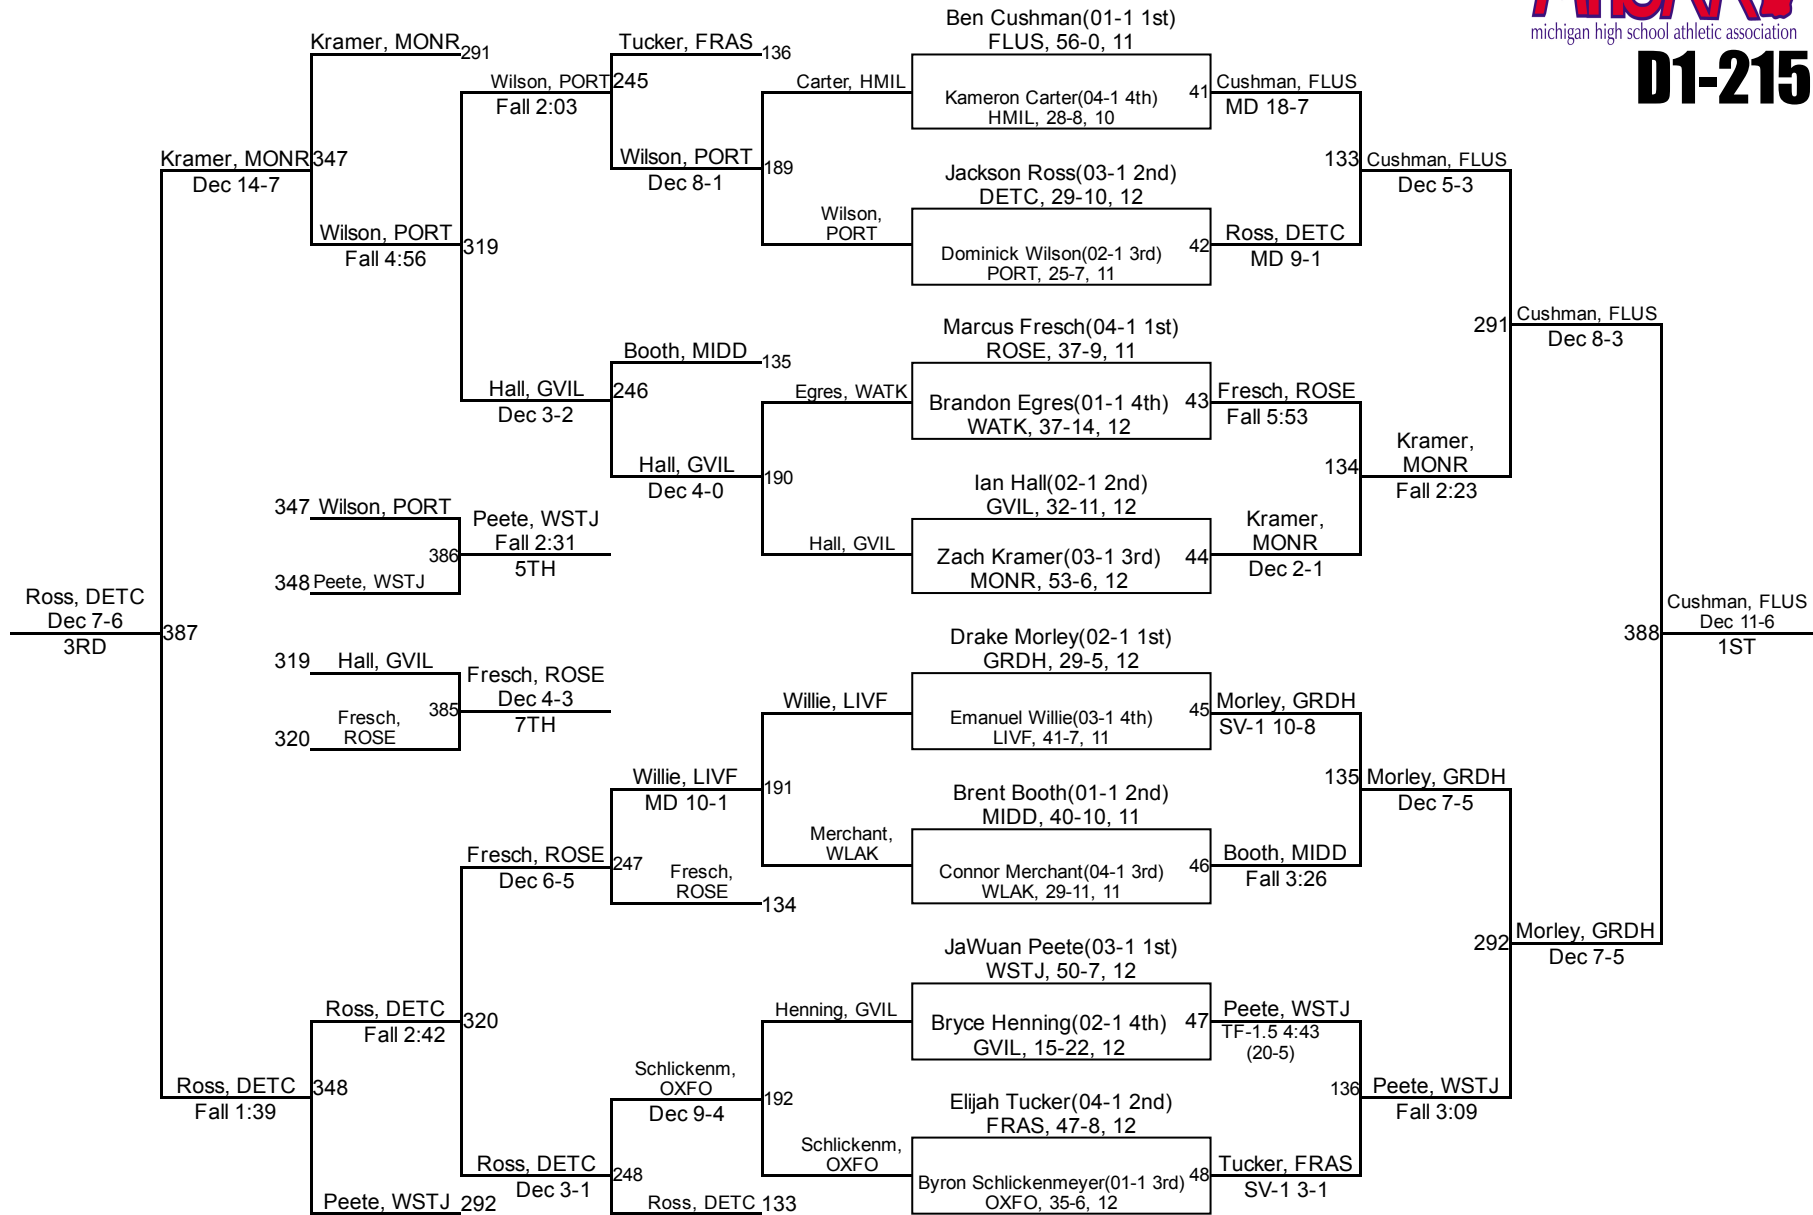 michigan high school athletic association
D1-215
Ben Cushman(01-1 1st)
FLUS, 56-0, 11
Kameron Carter(04-1 4th)
HMIL, 28-8, 10
41
Jackson Ross(03-1 2nd)
DETC, 29-10, 12
Dominick Wilson(02-1 3rd)
PORT, 25-7, 11
42
Marcus Fresch(04-1 1st)
ROSE, 37-9, 11
Brandon Egres(01-1 4th)
WATK, 37-14, 12
43
Ian Hall(02-1 2nd)
GVIL, 32-11, 12
Zach Kramer(03-1 3rd)
MONR, 53-6, 12
44
Drake Morley(02-1 1st)
GRDH, 29-5, 12
Emanuel Willie(03-1 4th)
LIVF, 41-7, 11
45
Brent Booth(01-1 2nd)
MIDD, 40-10, 11
Connor Merchant(04-1 3rd)
WLAK, 29-11, 11
46
JaWuan Peete(03-1 1st)
WSTJ, 50-7, 12
Bryce Henning(02-1 4th)
GVIL, 15-22, 12
47
Elijah Tucker(04-1 2nd)
FRAS, 47-8, 12
Byron Schlickenmeyer(01-1 3rd)
OXFO, 35-6, 12
48
Cushman, FLUS
MD 18-7
133
Ross, DETC
MD 9-1
Fresch, ROSE
Fall 5:53
134
Kramer,
MONR
Dec 2-1
Morley, GRDH
SV-1 10-8
135
Booth, MIDD
Fall 3:26
Peete, WSTJ
TF-1.5 4:43
(20-5)
136
Tucker, FRAS
SV-1 3-1
Cushman, FLUS
Dec 5-3
291
Kramer,
MONR
Fall 2:23
Morley, GRDH
Dec 7-5
292
Peete, WSTJ
Fall 3:09
Cushman, FLUS
Dec 8-3
388
Morley, GRDH
Dec 7-5
Cushman, FLUS
Dec 11-6
1ST
Carter, HMIL
189
Wilson,
PORT
Egres, WATK
190
Hall, GVIL
Willie, LIVF
191
Merchant,
WLAK
Henning, GVIL
192
Schlickenm,
OXFO
Tucker, FRAS
136
245
Wilson, PORT
Dec 8-1
Booth, MIDD
135
246
Hall, GVIL
Dec 4-0
Willie, LIVF
MD 10-1
247
Fresch,
ROSE
134
Schlickenm,
OXFO
Dec 9-4
248
Ross, DETC
133
Wilson, PORT
Fall 2:03
319
Hall, GVIL
Dec 3-2
Fresch, ROSE
Dec 6-5
320
Ross, DETC
Dec 3-1
Kramer, MONR
291
347
Wilson, PORT
Fall 4:56
Ross, DETC
Fall 2:42
348
Peete, WSTJ
292
Kramer, MONR
Dec 14-7
387
Ross, DETC
Fall 1:39
Ross, DETC
Dec 7-6
3RD
347
Wilson, PORT
386
348
Peete, WSTJ
Peete, WSTJ
Fall 2:31
5TH
319
Hall, GVIL
385
320
Fresch,
ROSE
Fresch, ROSE
Dec 4-3
7TH